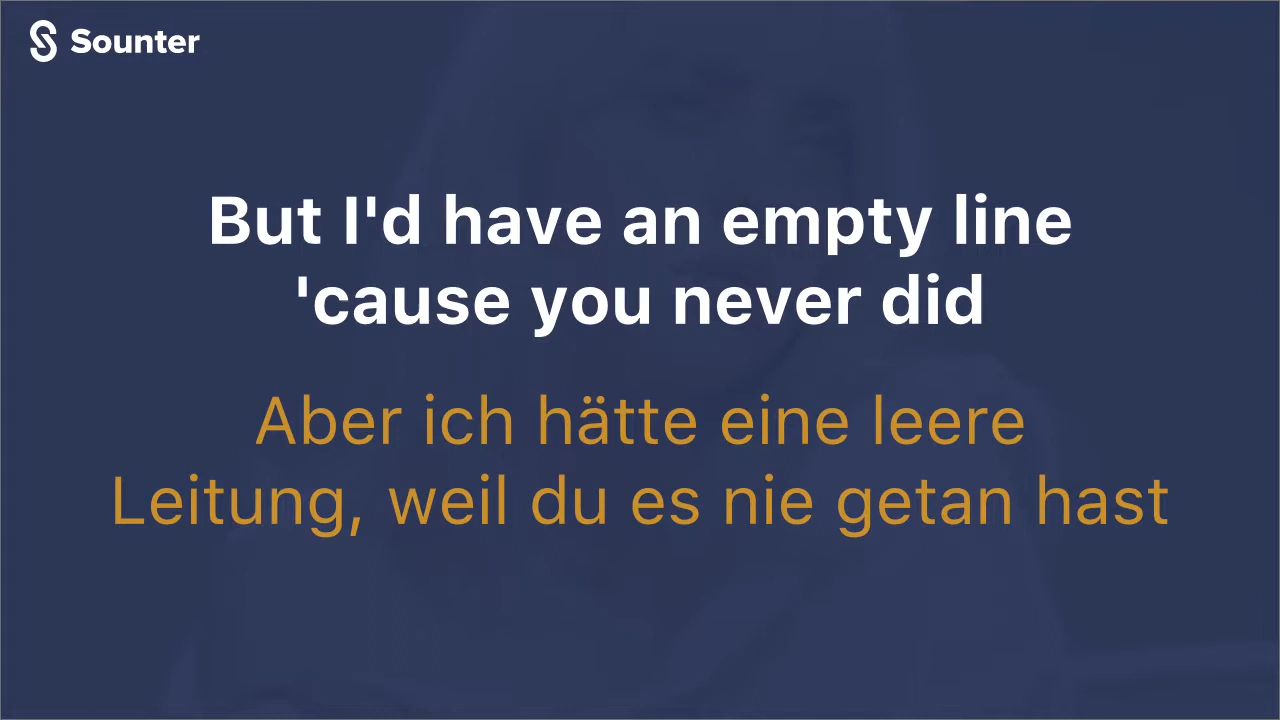 Sounter
But I'd have an empty line
'cause you never did
Aber ich hätte eine leere
Leitung, weil du es nie getan hast